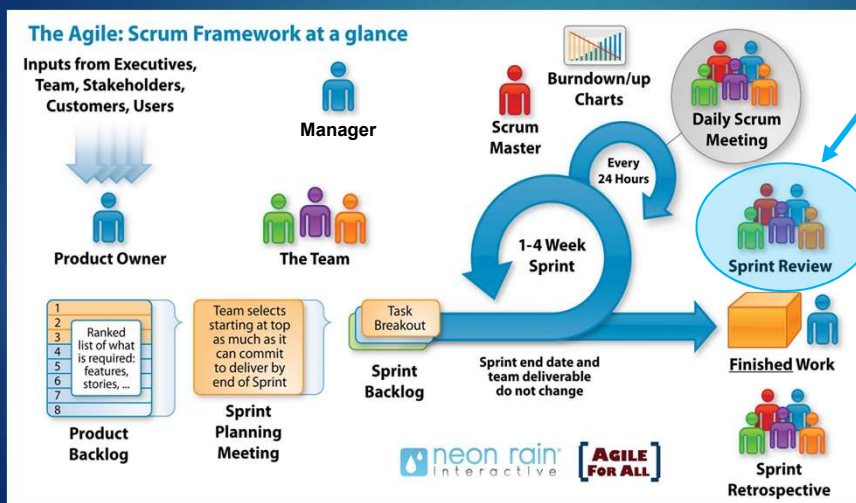 The Agile: Scrum Framework at a glance
Inputs from Executives,
Team, Stakeholders,
Customers, Users
Manager
Scrum
Master
Burndown/up
Charts
Daily Scrum
Meeting
Every
24 Hours
Product Owner
The Team
1-4 Week
Sprint
Sprint Review
1
2
3
4
5
6
7
8
Ranked
list of what
is required:
features,
stories, ...
Product
Backlog
Team selects
starting at top
as much as it
can commit
to deliver by
end of Sprint
Sprint
Planning
Meeting
Task
Breakout
Sprint
Backlog
Sprint end date and
team deliverable
do not change
Finished Work
Sprint
Retrospective
neon rain
interactive
AGILE
FOR ALL